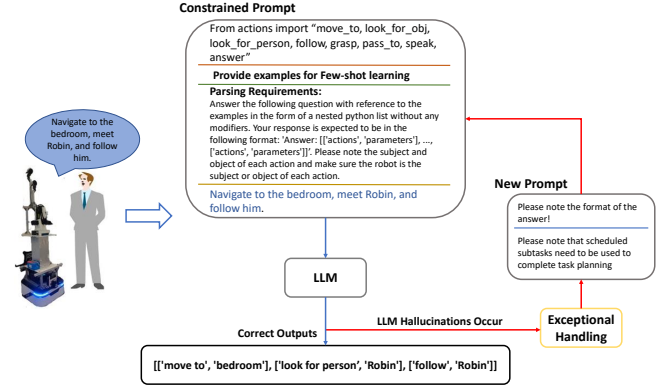 Constrained Prompt
From actions import “move_to, look_for_obj,
look_for_person, follow, grasp, pass_to, speak,
answer”
Provide examples for Few-shot learning
Parsing Requirements:
Answer the following question with reference to the
examples in the form of a nested python list without any
modifiers. Your response is expected to be in the
following format: 'Answer: [['actions', 'parameters'], ...,
['actions', 'parameters']]'. Please note the subject and
object of each action and make sure the robot is the
subject or object of each action.
Navigate to the bedroom, meet Robin, and
follow him.
Navigate to the
bedroom, meet
Robin, and follow
him.
New Prompt
Please note the format of the
answer!
Please note that scheduled
subtasks need to be used to
complete task planning
LLM
LLM Hallucinations Occur
Correct Outputs
Exceptional
Handling
[['move to', 'bedroom'], ['look for person’, 'Robin'], ['follow', 'Robin']]